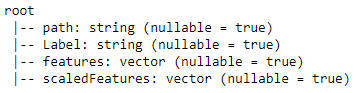 root
 |-- path: string (nullable = true)
 |-- Label: string (nullable = true)
 |-- features: vector (nullable = true)
 |-- scaledFeatures: vector (nullable = true)